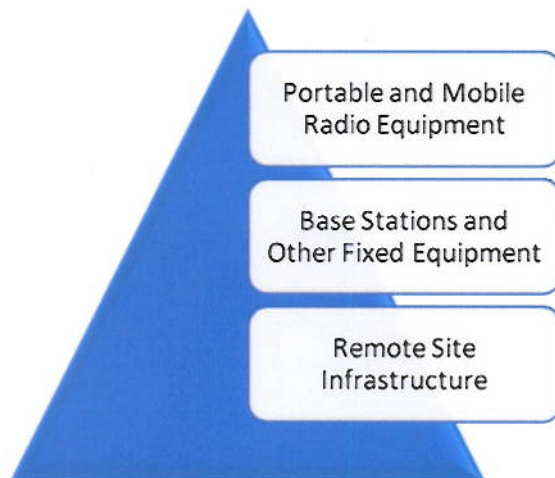 Portable and Mobile
Radio Equipment
Base Stations and
Other Fixed Equipment
Remote Site
Infrastructure